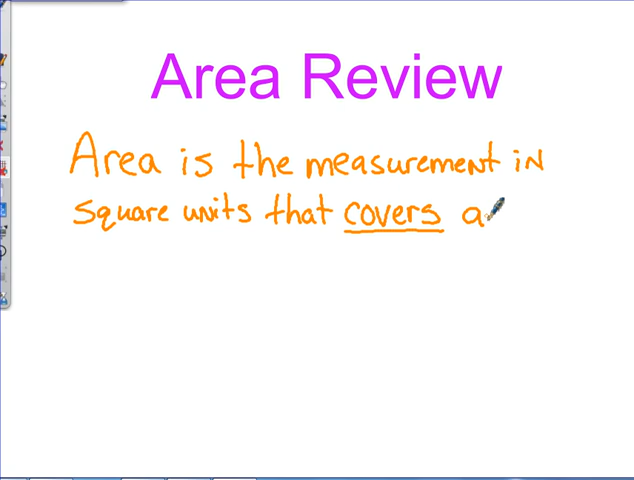 Area Review
Area is the measurement in
square units that covers a